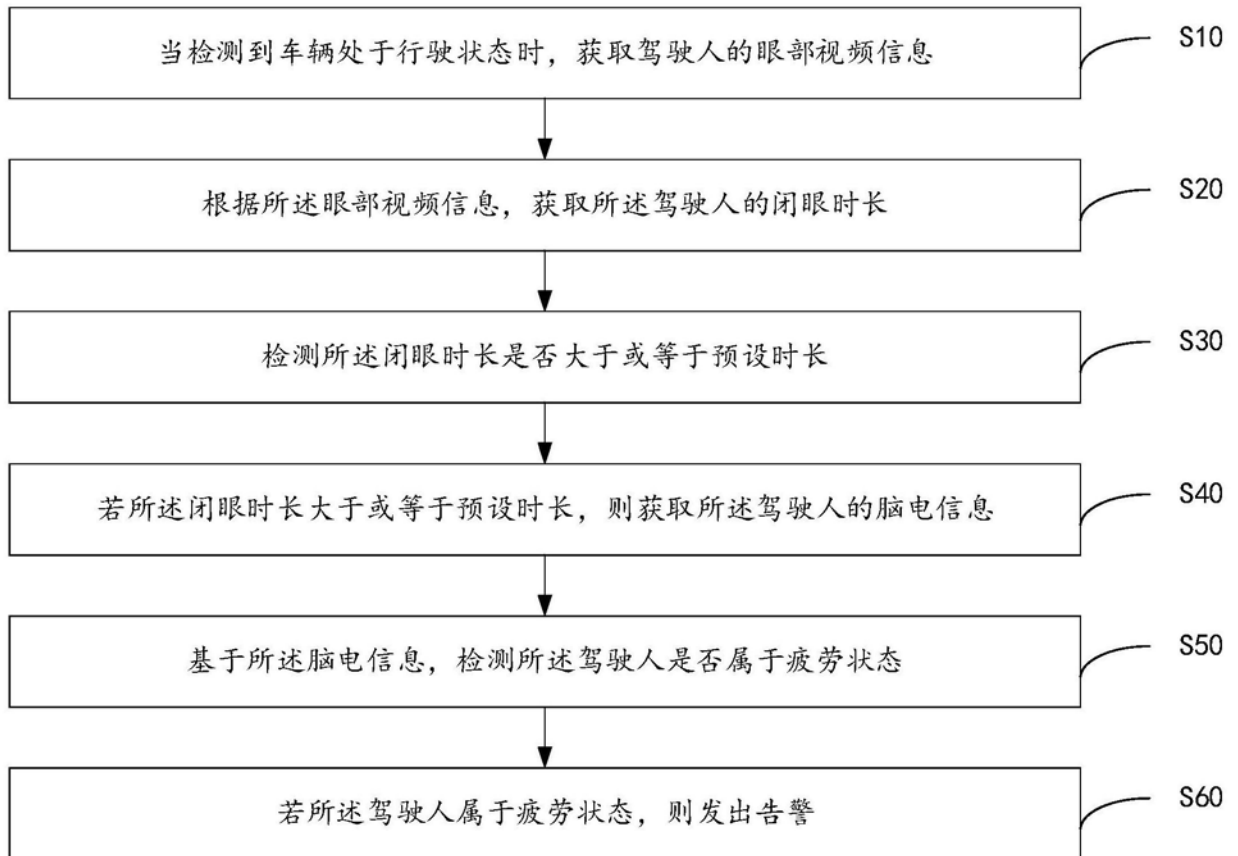 当检测到车辆处于行驶状态时，获取驾驶人的眼部视频信息
S10
根据所述眼部视频信息，获取所述驾驶人的闭眼时长
S20
检测所述闭眼时长是否大于或等于预设时长
S30
若所述闭眼时长大于或等于预设时长，则获取所述驾驶人的脑电信息
S40
基于所述脑电信息，检测所述驾驶人是否属于疲劳状态
S50
若所述驾驶人属于疲劳状态，则发出告警
S60